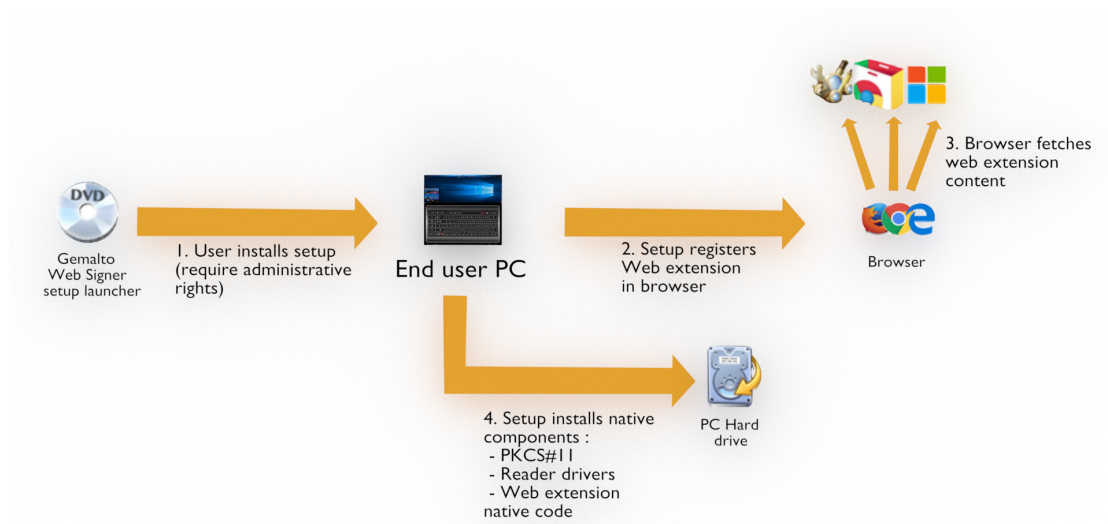 DVD
Gemalto
Web Signer
setup launcher
1. User installs setup
(require administrative
rights)
End user PC
2. Setup registers
Web extension
in browser
3. Browser fetches
web extension
content
Browser
4. Setup installs native
components :
- PKCS#11
- Reader drivers
- Web extension
native code
PC Hard
drive